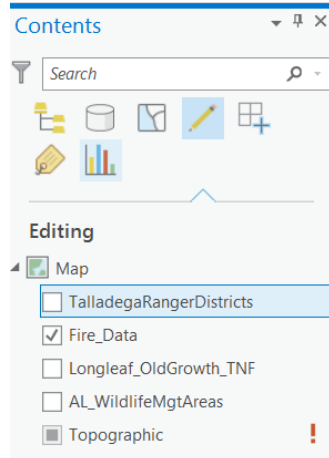 Contents
Search
Editing
Map
TalladegaRangerDistricts
Fire_Data
Longleaf_OldGrowth_TNF
AL_WildlifeMgtAreas
Topographic !